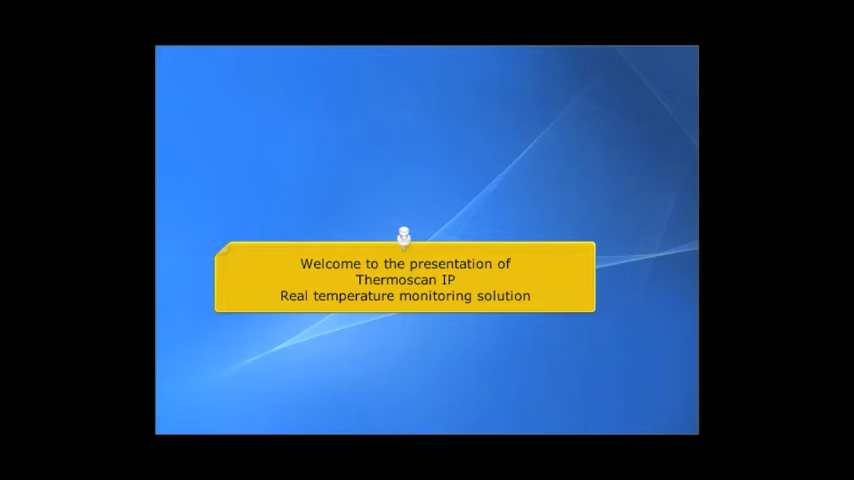 Welcome to the presentation of
Thermoscan IP
Real temperature monitoring solution